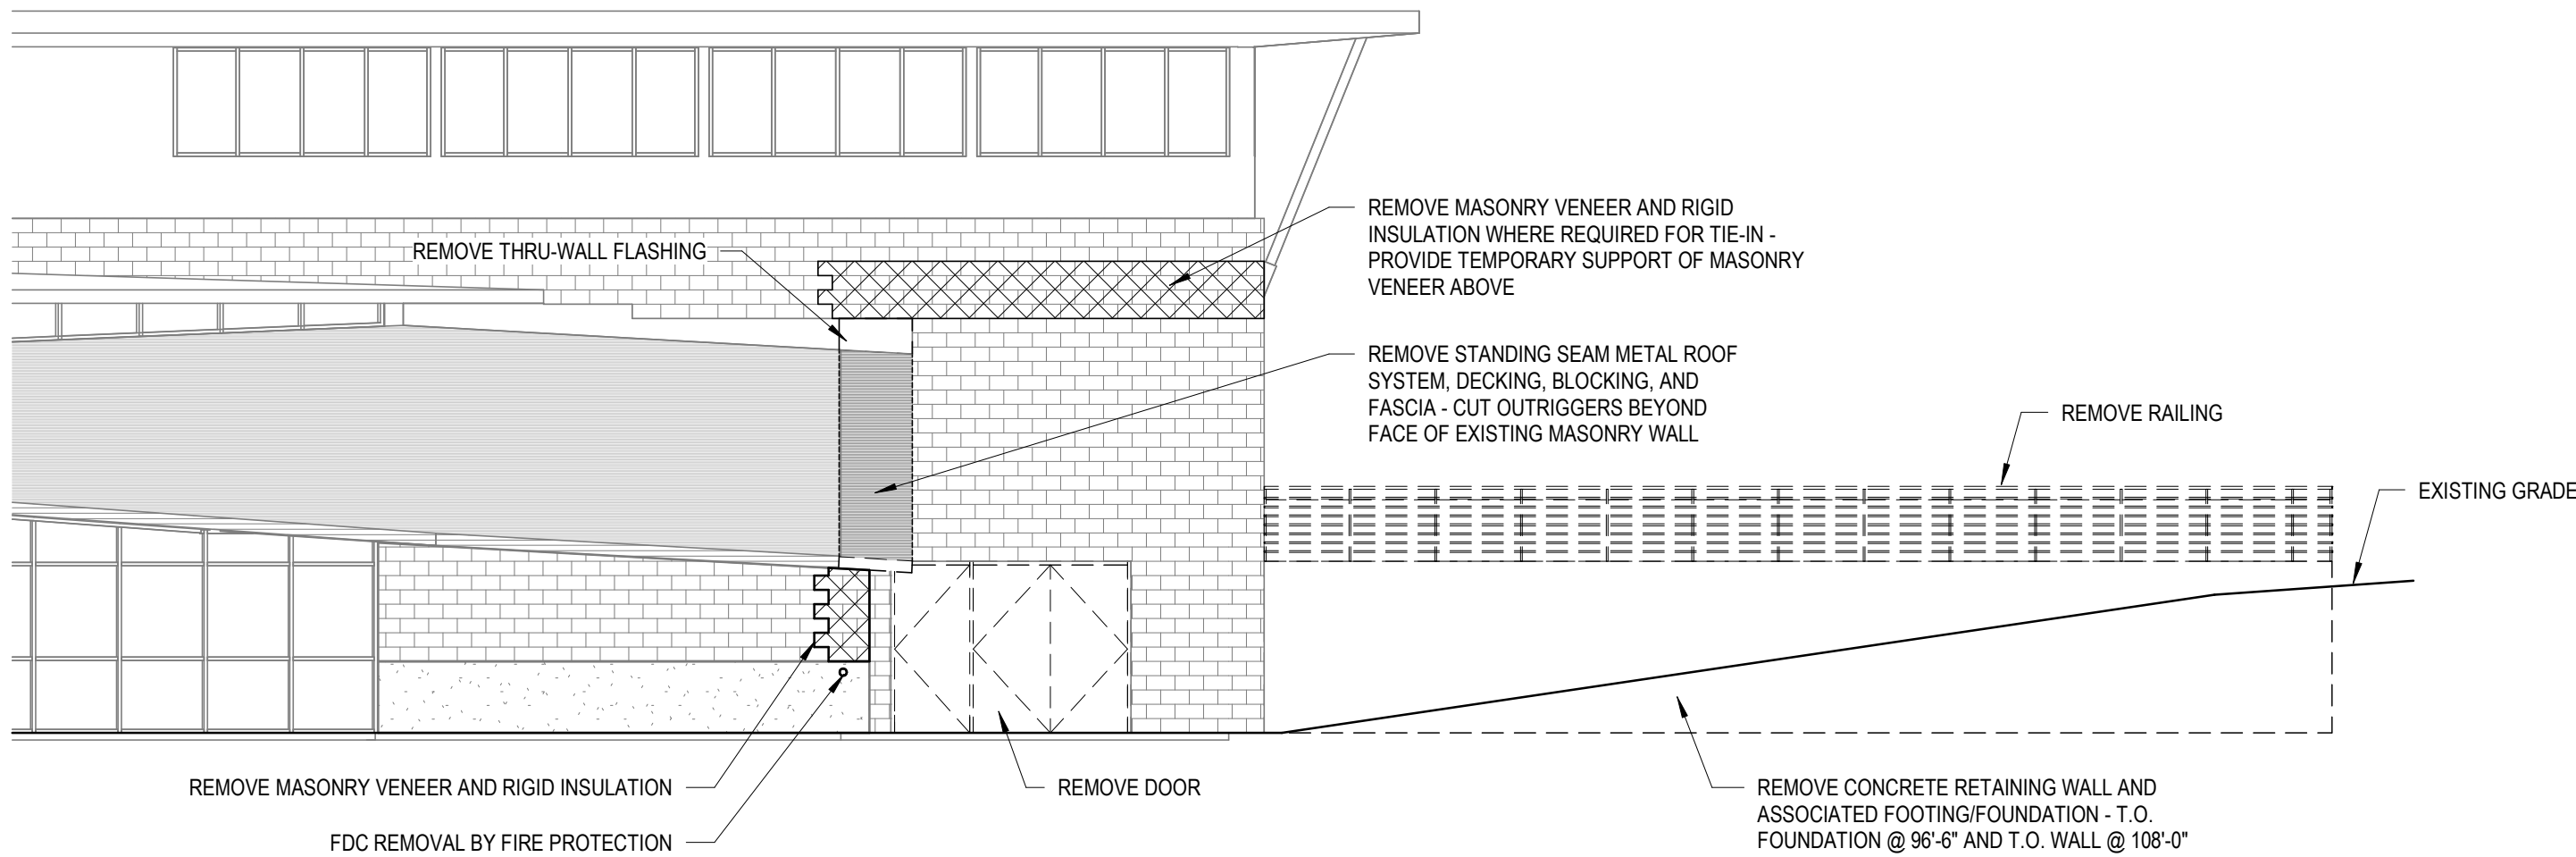 REMOVE MASONRY VENEER AND RIGID
INSULATION WHERE REQUIRED FOR TIE-IN -
PROVIDE TEMPORARY SUPPORT OF MASONRY
VENEER ABOVE
REMOVE THRU-WALL FLASHING
REMOVE STANDING SEAM METAL ROOF
SYSTEM, DECKING, BLOCKING, AND
FASCIA - CUT OUTRIGGERS BEYOND
FACE OF EXISTING MASONRY WALL
REMOVE RAILING
EXISTING GRADE
REMOVE MASONRY VENEER AND RIGID INSULATION
FDC REMOVAL BY FIRE PROTECTION
REMOVE DOOR
REMOVE CONCRETE RETAINING WALL AND
ASSOCIATED FOOTING/FOUNDATION - T.O.
FOUNDATION @ 96'-6" AND T.O. WALL @ 108'-0"